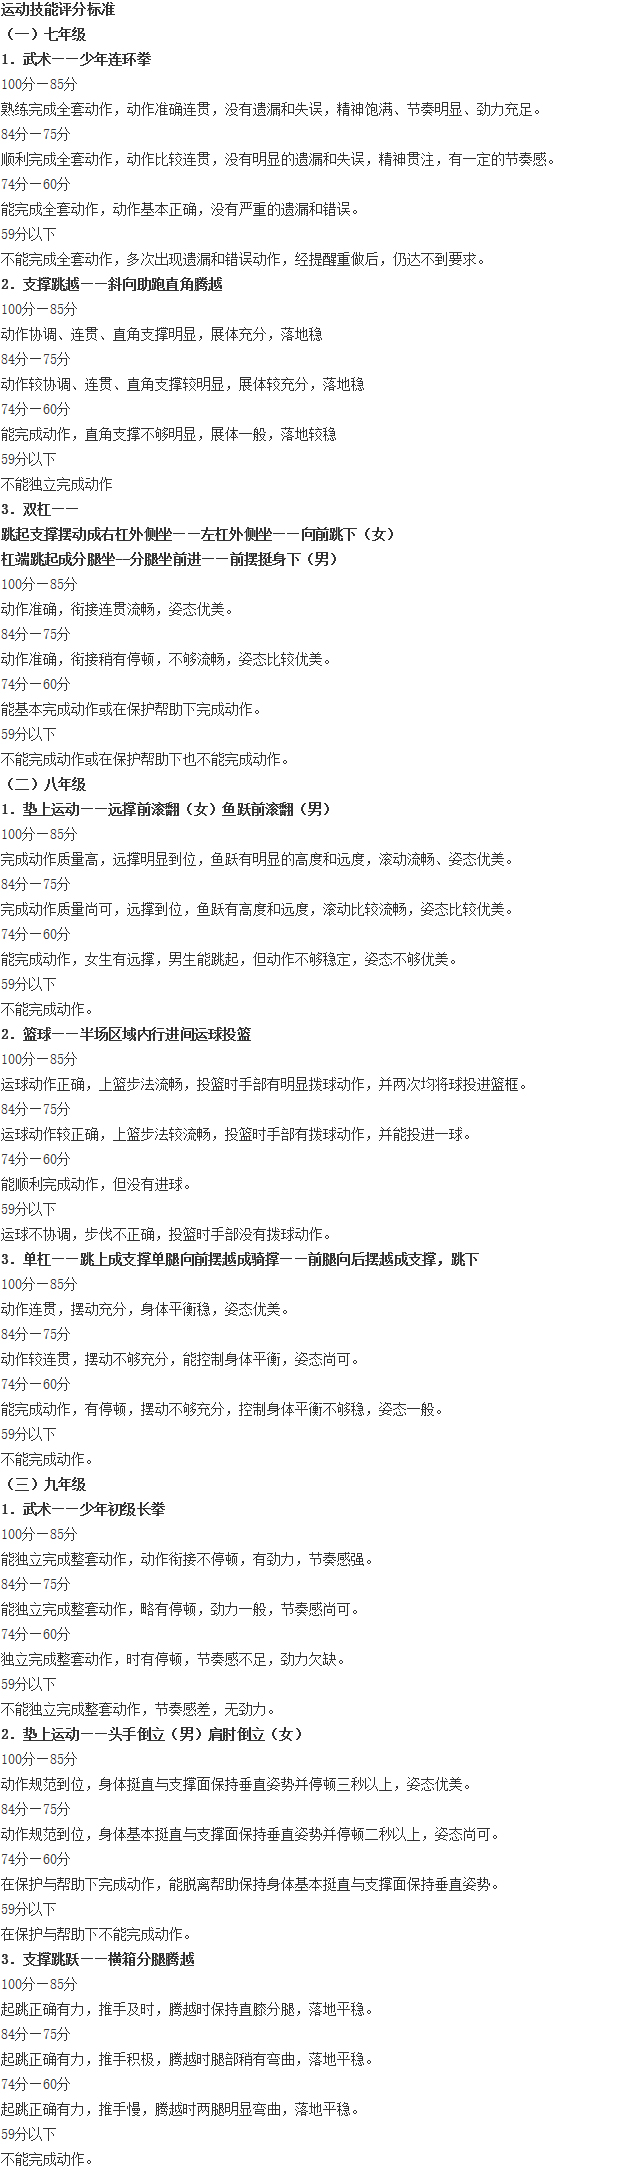 运动技能评分标准
（一）七年级
1．武术——少年连环拳
100分—85分
熟练完成全套动作，动作准确连贯，没有遗漏和失误，精神饱满、节奏明显、劲力充足。
84分—75分
顺利完成全套动作，动作比较连贯，没有明显的遗漏和失误，精神贯注，有一定的节奏感。
74分—60分
能完成全套动作，动作基本正确，没有严重的遗漏和错误。
59分以下
不能完成全套动作，多次出现遗漏和错误动作，经提醒重做后，仍达不到要求。
2．支撑跳越——斜向助跑直角腾越
100分—85分
动作协调、连贯、直角支撑明显，展体充分，落地稳
84分—75分
动作较协调、连贯、直角支撑较明显，展体较充分，落地稳
74分—60分
能完成动作，直角支撑不够明显，展体一般，落地较稳
59分以下
不能独立完成动作
3．双杠——
跳起支撑摆动成右杠外侧坐——左杠外侧坐——向前跳下（女）
杠端跳起成分腿坐--分腿坐前进——前摆挺身下（男）
100分—85分
动作准确，衔接连贯流畅，姿态优美。
84分—75分
动作准确，衔接稍有停顿，不够流畅，姿态比较优美。
74分—60分
能基本完成动作或在保护帮助下完成动作。
59分以下
不能完成动作或在保护帮助下也不能完成动作。
（二）八年级
1．垫上运动——远撑前滚翻（女）鱼跃前滚翻（男）
100分—85分
完成动作质量高，远撑明显到位，鱼跃有明显的高度和远度，滚动流畅、姿态优美。
84分—75分
完成动作质量尚可，远撑到位，鱼跃有高度和远度，滚动比较流畅，姿态比较优美。
74分—60分
能完成动作，女生有远撑，男生能跳起，但动作不够稳定，姿态不够优美。
59分以下
不能完成动作。
2．篮球——半场区域内行进间运球投篮
100分—85分
运球动作正确，上篮步法流畅，投篮时手部有明显拨球动作，并两次均将球投进篮框。
84分—75分
运球动作较正确，上篮步法较流畅，投篮时手部有拨球动作，并能投进一球。
74分—60分
能顺利完成动作，但没有进球。
59分以下
运球不协调，步伐不正确，投篮时手部没有拨球动作。
3．单杠——跳上成支撑单腿向前摆越成骑撑——前腿向后摆越成支撑，跳下
100分—85分
动作连贯，摆动充分，身体平衡稳，姿态优美。
84分—75分
动作较连贯，摆动不够充分，能控制身体平衡，姿态尚可。
74分—60分
能完成动作，有停顿，摆动不够充分，控制身体平衡不够稳，姿态一般。
59分以下
不能完成动作。
（三）九年级
1．武术——少年初级长拳
100分—85分
能独立完成整套动作，动作衔接不停顿，有劲力，节奏感强。
84分—75分
能独立完成整套动作，略有停顿，劲力一般，节奏感尚可。
74分—60分
独立完成整套动作，时有停顿，节奏感不足，劲力欠缺。
59分以下
不能独立完成整套动作，节奏感差，无劲力。
2．垫上运动——头手倒立（男）肩肘倒立（女）
100分—85分
动作规范到位，身体挺直与支撑面保持垂直姿势并停顿三秒以上，姿态优美。
84分—75分
动作规范到位，身体基本挺直与支撑面保持垂直姿势并停顿二秒以上，姿态尚可。
74分—60分
在保护与帮助下完成动作，能脱离帮助保持身体基本挺直与支撑面保持垂直姿势。
59分以下
在保护与帮助下不能完成动作。
3．支撑跳跃——横箱分腿腾越
100分—85分
起跳正确有力，推手及时，腾越时保持直膝分腿，落地平稳。
84分—75分
起跳正确有力，推手积极，腾越时腿部稍有弯曲，落地平稳。
74分—60分
起跳正确有力，推手慢，腾越时两腿明显弯曲，落地平稳。
59分以下
不能完成动作。